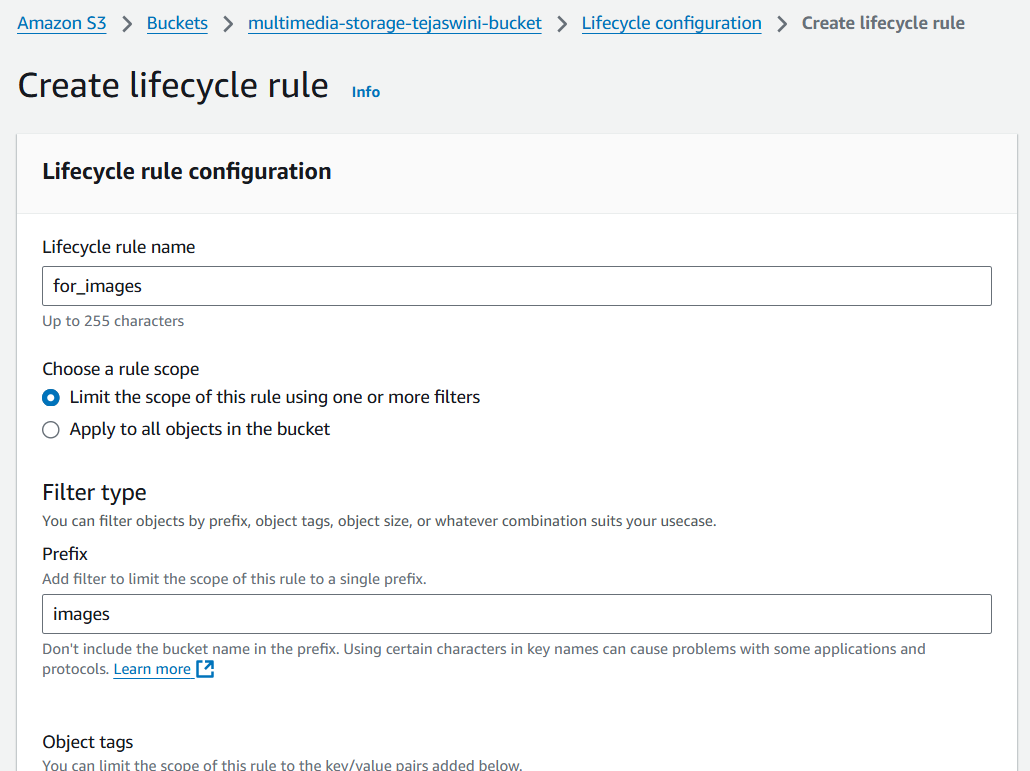 Amazon S3 > Buckets > multimedia-storage-tejaswini-bucket > Lifecycle configuration > Create lifecycle rule
Create lifecycle rule Info
Lifecycle rule configuration
Lifecycle rule name
for_images
Up to 255 characters
Choose a rule scope
Limit the scope of this rule using one or more filters
Apply to all objects in the bucket
Filter type
You can filter objects by prefix, object tags, object size, or whatever combination suits your usecase.
Prefix
Add filter to limit the scope of this rule to a single prefix.
images
Don't include the bucket name in the prefix. Using certain characters in key names can cause problems with some applications and
protocols. Learn more
Object tags
You can limit the scope of this rule to the key/value pairs added below.